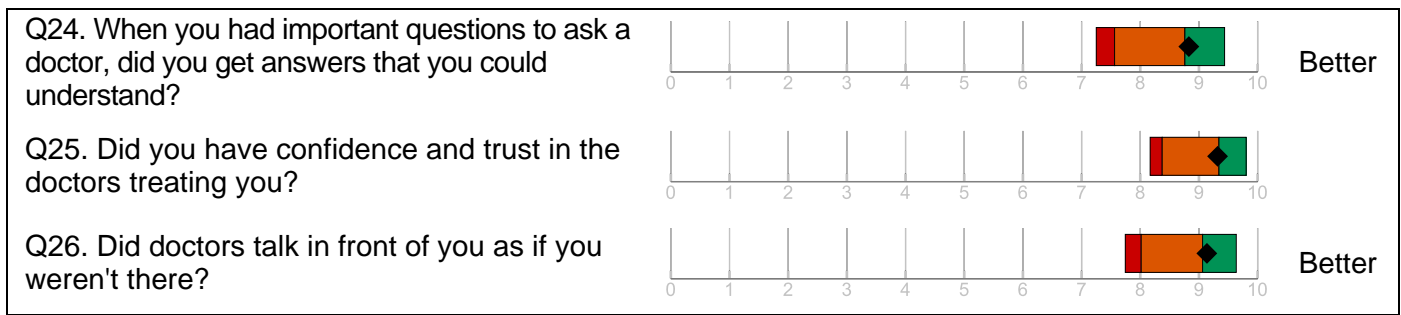 Q24. When you had important questions to ask a
doctor, did you get answers that you could
understand?
Better
0 1 2 3 4 5 6 7 8 9 10
Q25. Did you have confidence and trust in the
doctors treating you?
0 1 2 3 4 5 6 7 8 9 10
Q26. Did doctors talk in front of you as if you
weren't there?
Better
0 1 2 3 4 5 6 7 8 9 10